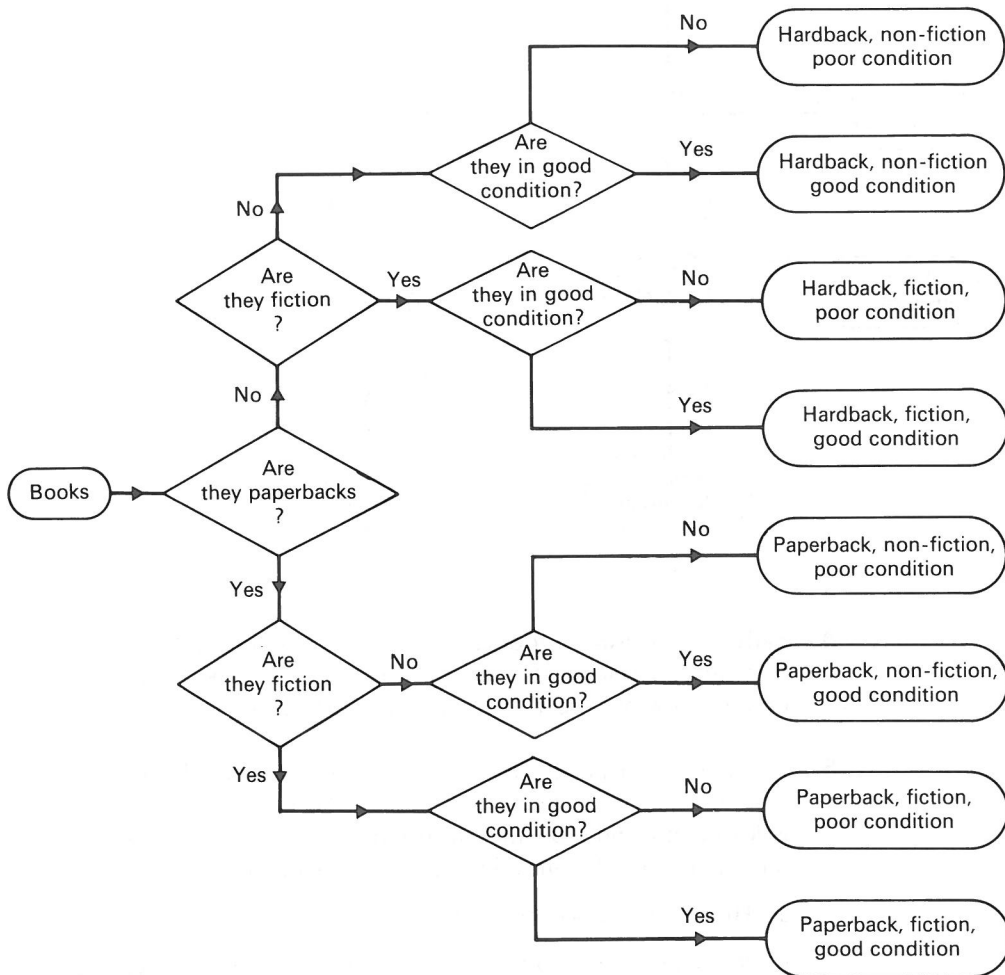 No
Hardback, non-fiction
poor condition
Are
they in good
condition?
Yes
Hardback, non-fiction
good condition
No
Are
they fiction
?
Yes
Are
they in good
condition?
No
Hardback, fiction,
poor condition
No
Yes
Hardback, fiction,
good condition
Books
Are
they paperbacks
?
No
Paperback, non-fiction,
poor condition
Yes
Are
they fiction
?
No
Are
they in good
condition?
Yes
Paperback, non-fiction,
good condition
Yes
Are
they in good
condition?
No
Paperback, fiction,
poor condition
Yes
Paperback, fiction,
good condition